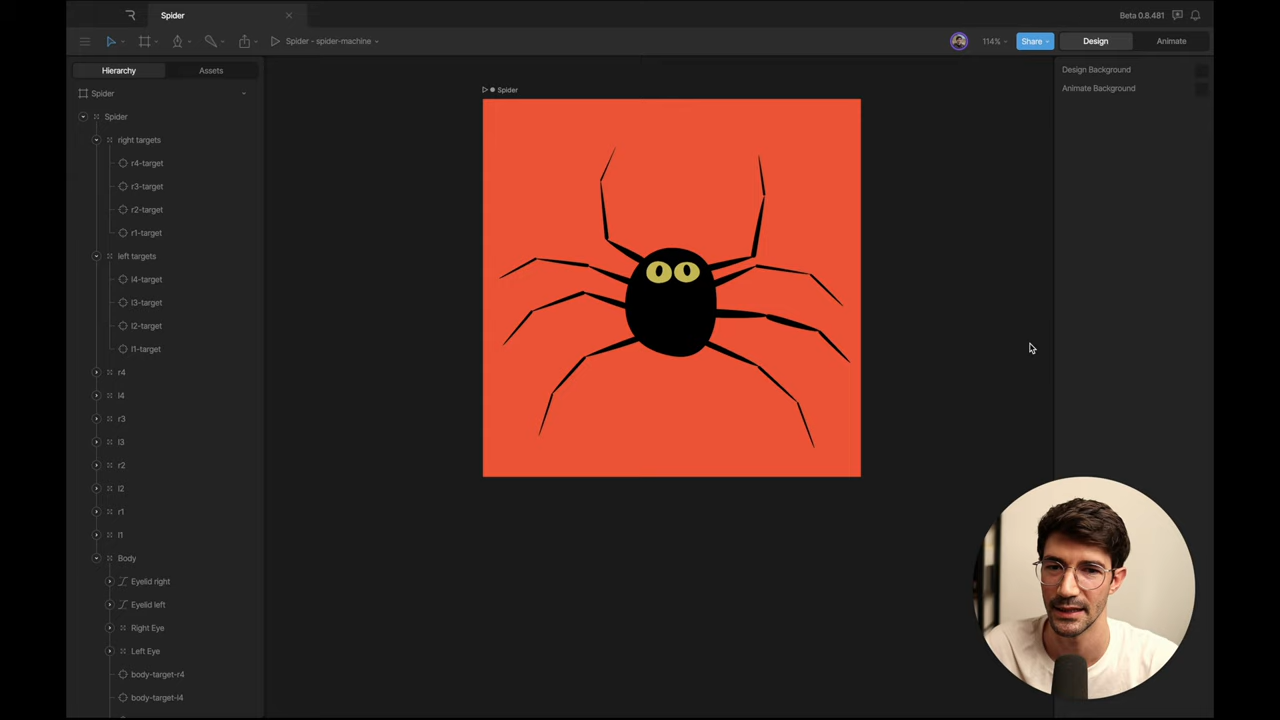 Spider
Beta 0.8.481
Spider - spider-machine
114%
Share
Design
Animate
Hierarchy
Assets
Design Background
Animate Background
Spider
Spider
right targets
r4-target
r3-target
r2-target
r1-target
left targets
l4-target
l3-target
l2-target
l1-target
r4
l4
r3
l3
r2
l2
r1
l1
Body
Eyelid right
Eyelid left
Right Eye
Left Eye
body-target-r4
body-target-l4
Spider